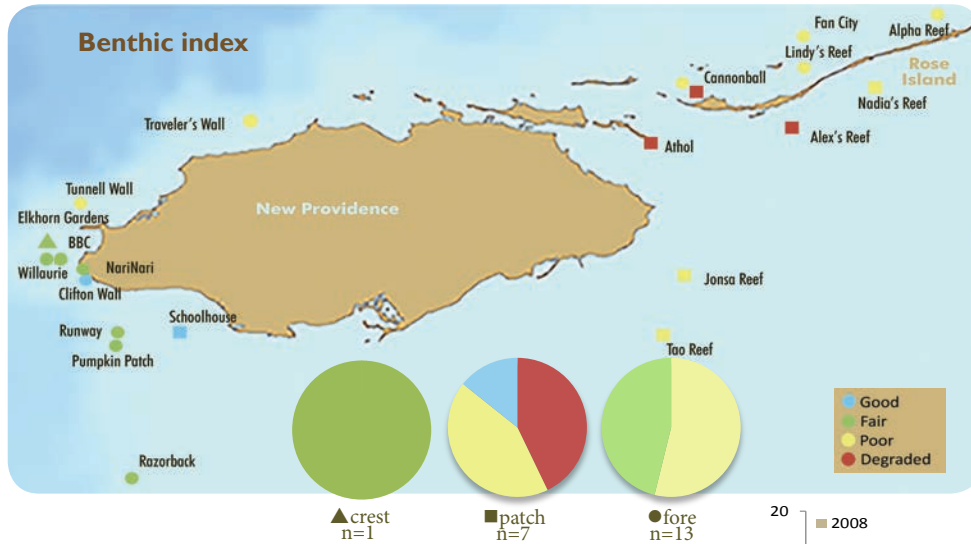 Benthic index
Fan City
Alpha Reef
Lindy's Reef
Rose
Island
Cannonball
Nadia's Reef
Traveler's Wall
Alex's Reef
Athol
Tunnell Wall
New Providence
Elkhorn Gardens
BBC
Willaurie
NariNari
Clifton Wall
Jonsa Reef
Schoolhouse
Runway
Pumpkin Patch
Tao Reef
Good
Fair
Poor
Degraded
Razorback
crest
n=1
patch
n=7
fore
n=13
20
2008